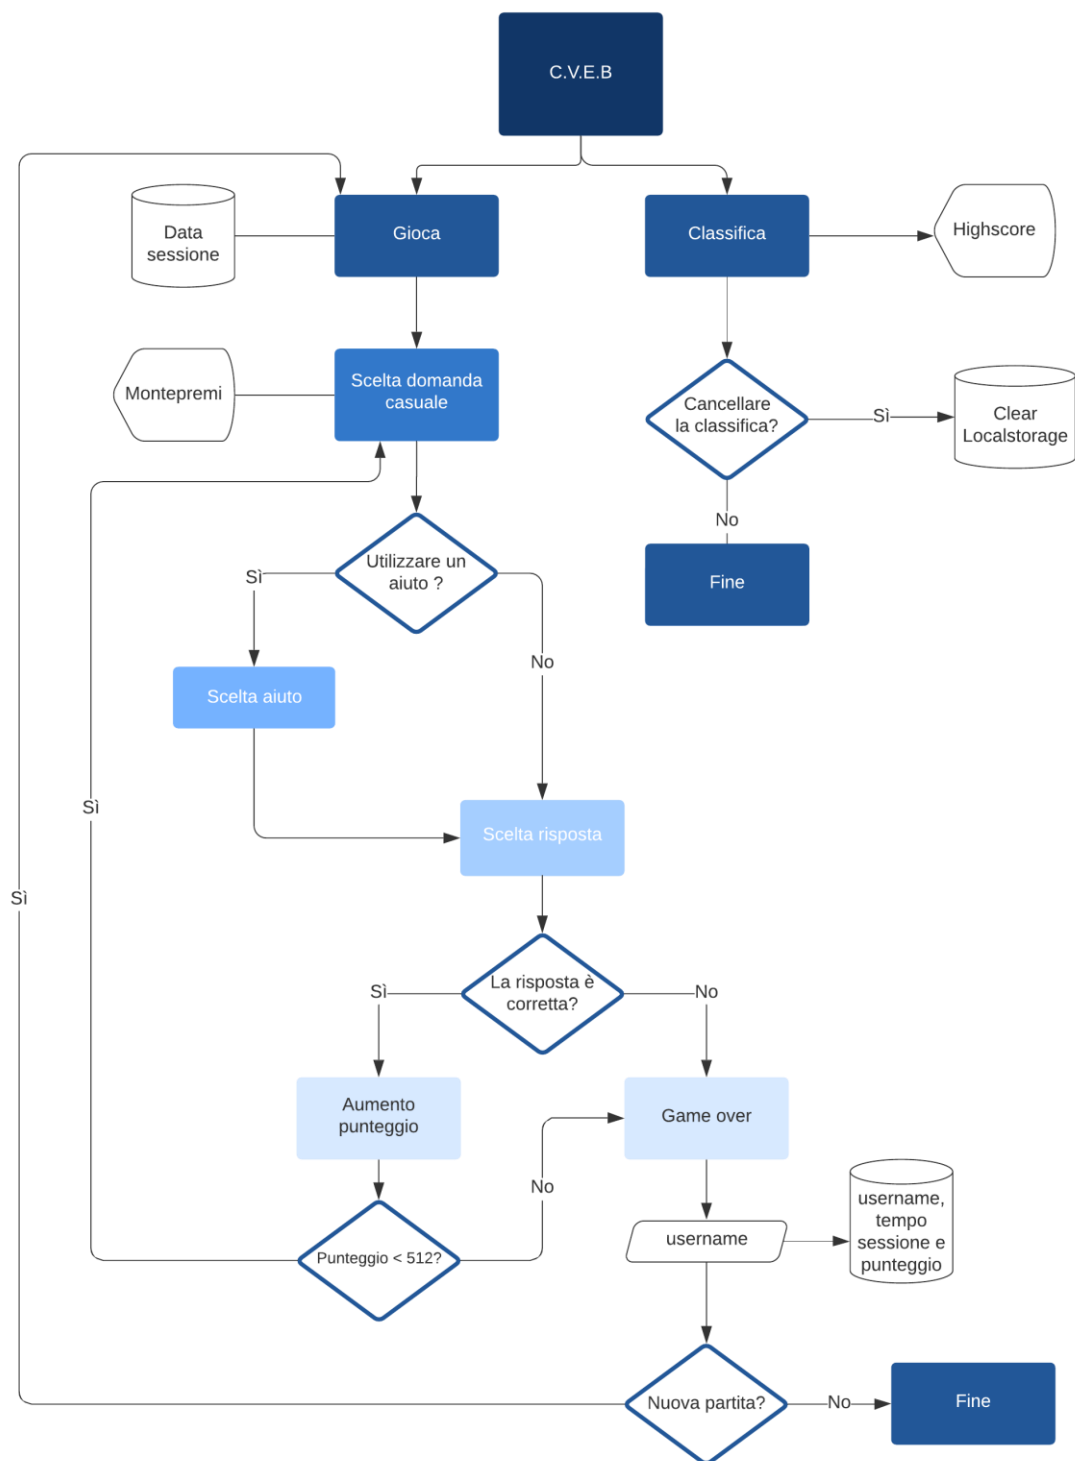 C.V.E.B
Data
sessione
Gioca
Classifica
Highscore
Montepremi
Scelta domanda
casuale
Cancellare
la classifica?
Sì
Clear
Localstorage
No
Fine
Utilizzare un
aiuto ?
Sì
No
Scelta aiuto
Sì
Scelta risposta
Sì
La risposta è
corretta?
Sì
No
Aumento
punteggio
Game over
No
username,
tempo
sessione e
punteggio
username
Punteggio < 512?
Nuova partita?
No
Fine